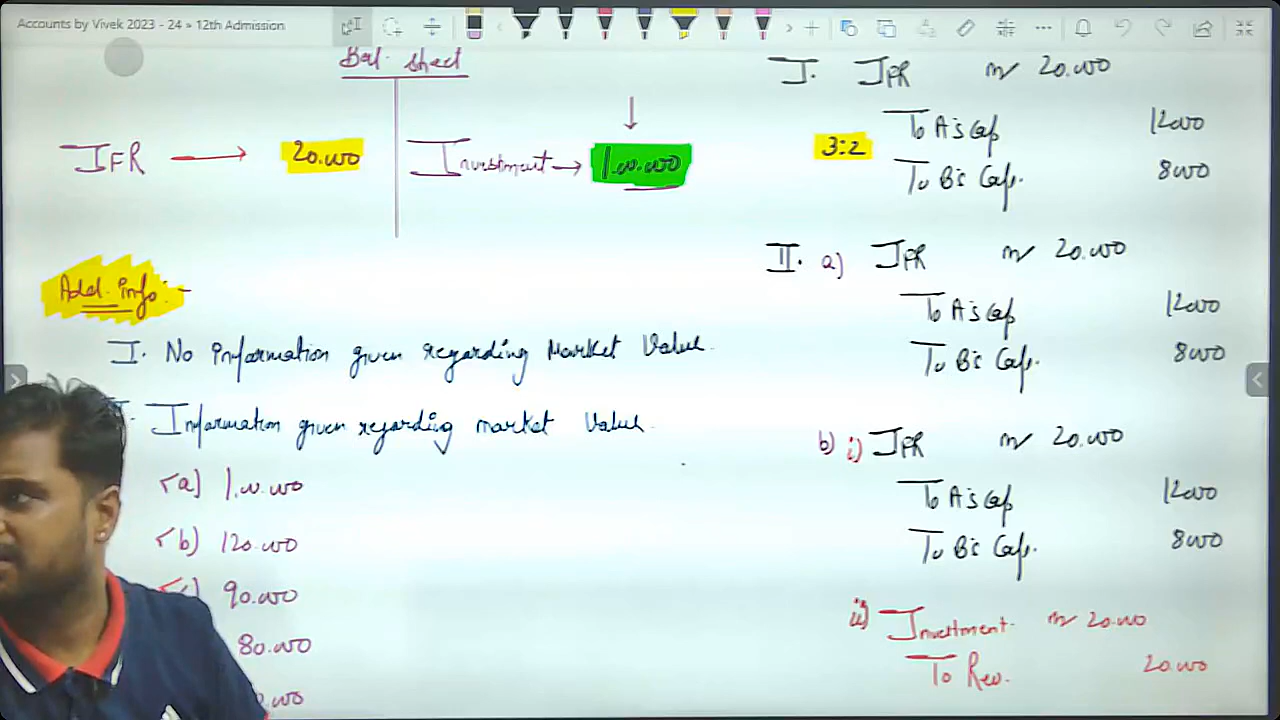 Accounts by Vivek 2023 - 24 » 12th Admission
Bal. sheet
IFR → 20.000
Investment → 1.00.000
Add. info :-
I. No information given regarding Market Value.
Information given regarding market Value.
(a) 1.00.000
(b) 120.000
90.000
80.000
I. IFR Dr 20.000
3:2
To A's Cap 12000
To B's Cap. 8000
II. a) IFR Dr 20.000
To A's Cap 12000
To B's Cap. 8000
b) i) IFR Dr 20.000
To A's Cap 12000
To B's Cap. 8000
ii) Investment Dr 20.000
To Rev. 20.000